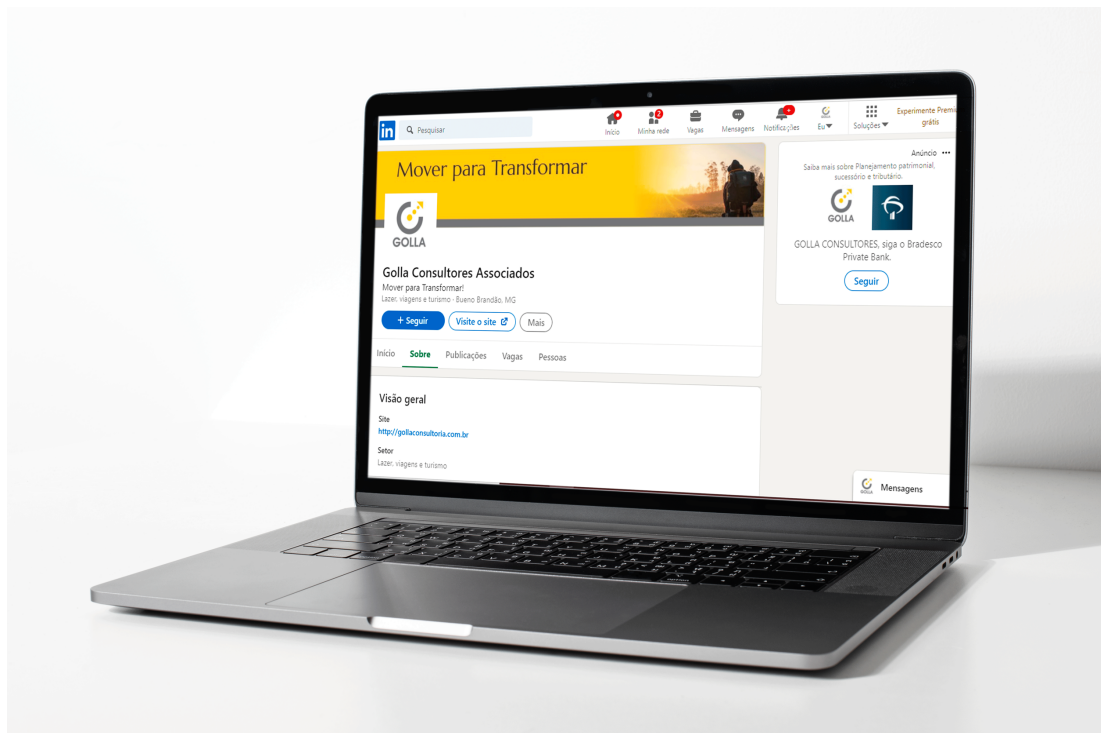 in
Pesquisar
Início
Minha rede
2
Vagas
Mensagens
Notificações
Eu
Soluções
Experimente Premi
grátis
Mover para Transformar
GOLLA
Golla Consultores Associados
Mover para Transformar!
Lazer, viagens e turismo - Bueno Brandão, MG
+ Seguir
Visite o site
Mais
Início
Sobre
Publicações
Vagas
Pessoas
Visão geral
Site
http://gollaconsultoria.com.br
Setor
Lazer, viagens e turismo
Anúncio
Saiba mais sobre Planejamento patrimonial,
sucessório e tributário.
GOLLA
GOLLA CONSULTORES, siga o Bradesco
Private Bank.
Seguir
GOLLA
Mensagens